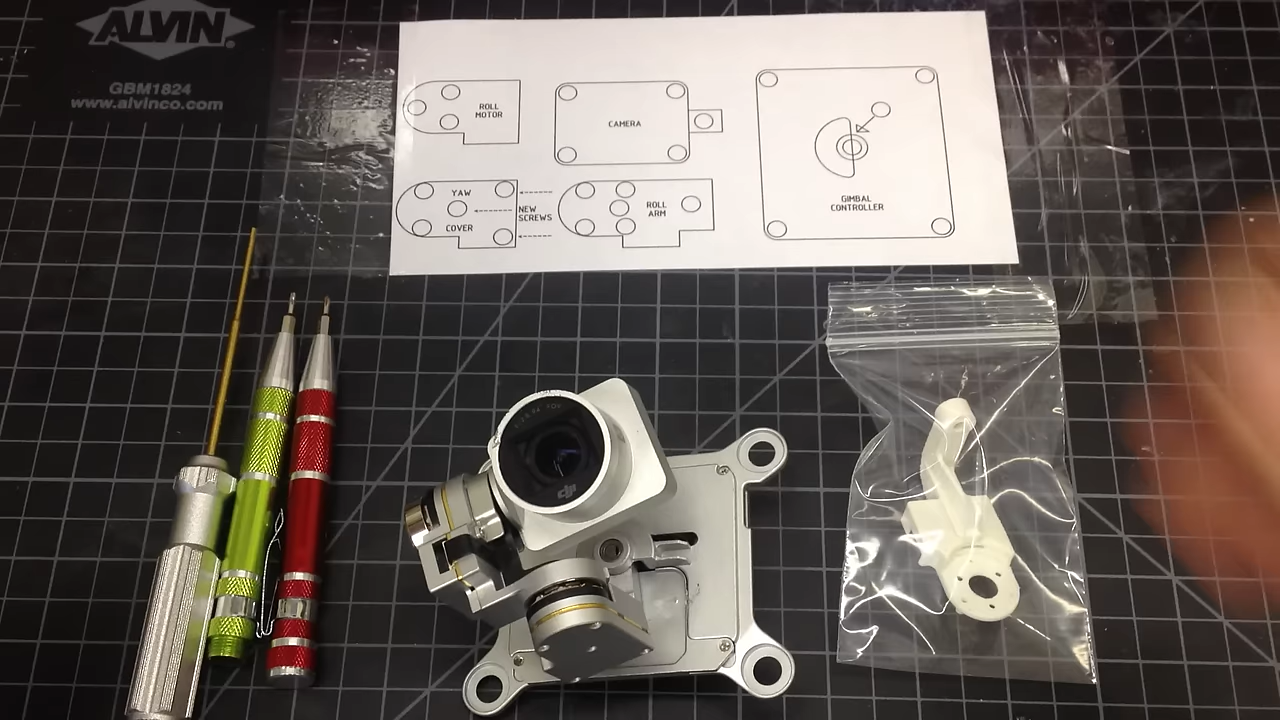 ALVIN
GBM1824
www.alvinco.com
ROLL
MOTOR
CAMERA
YAW
COVER
NEW
SCREWS
ROLL
ARM
GIMBAL
CONTROLLER
dji